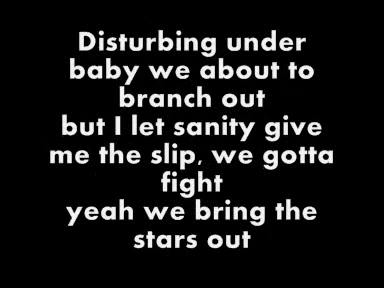 Disturbing under
baby we about to
branch out
but I let sanity give
me the slip, we gotta
fight
yeah we bring the
stars out